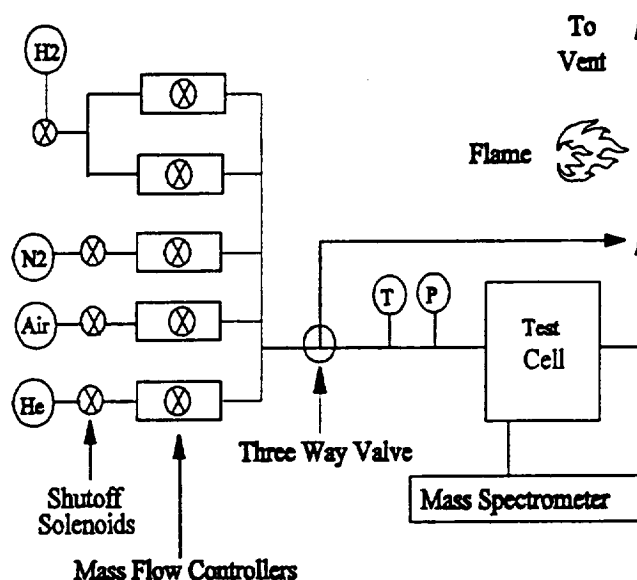 H2
To
Vent
Flame
N2
Air
He
T
P
Test
Cell
Three Way Valve
Shutoff
Solenoids
Mass Spectrometer
Mass Flow Controllers